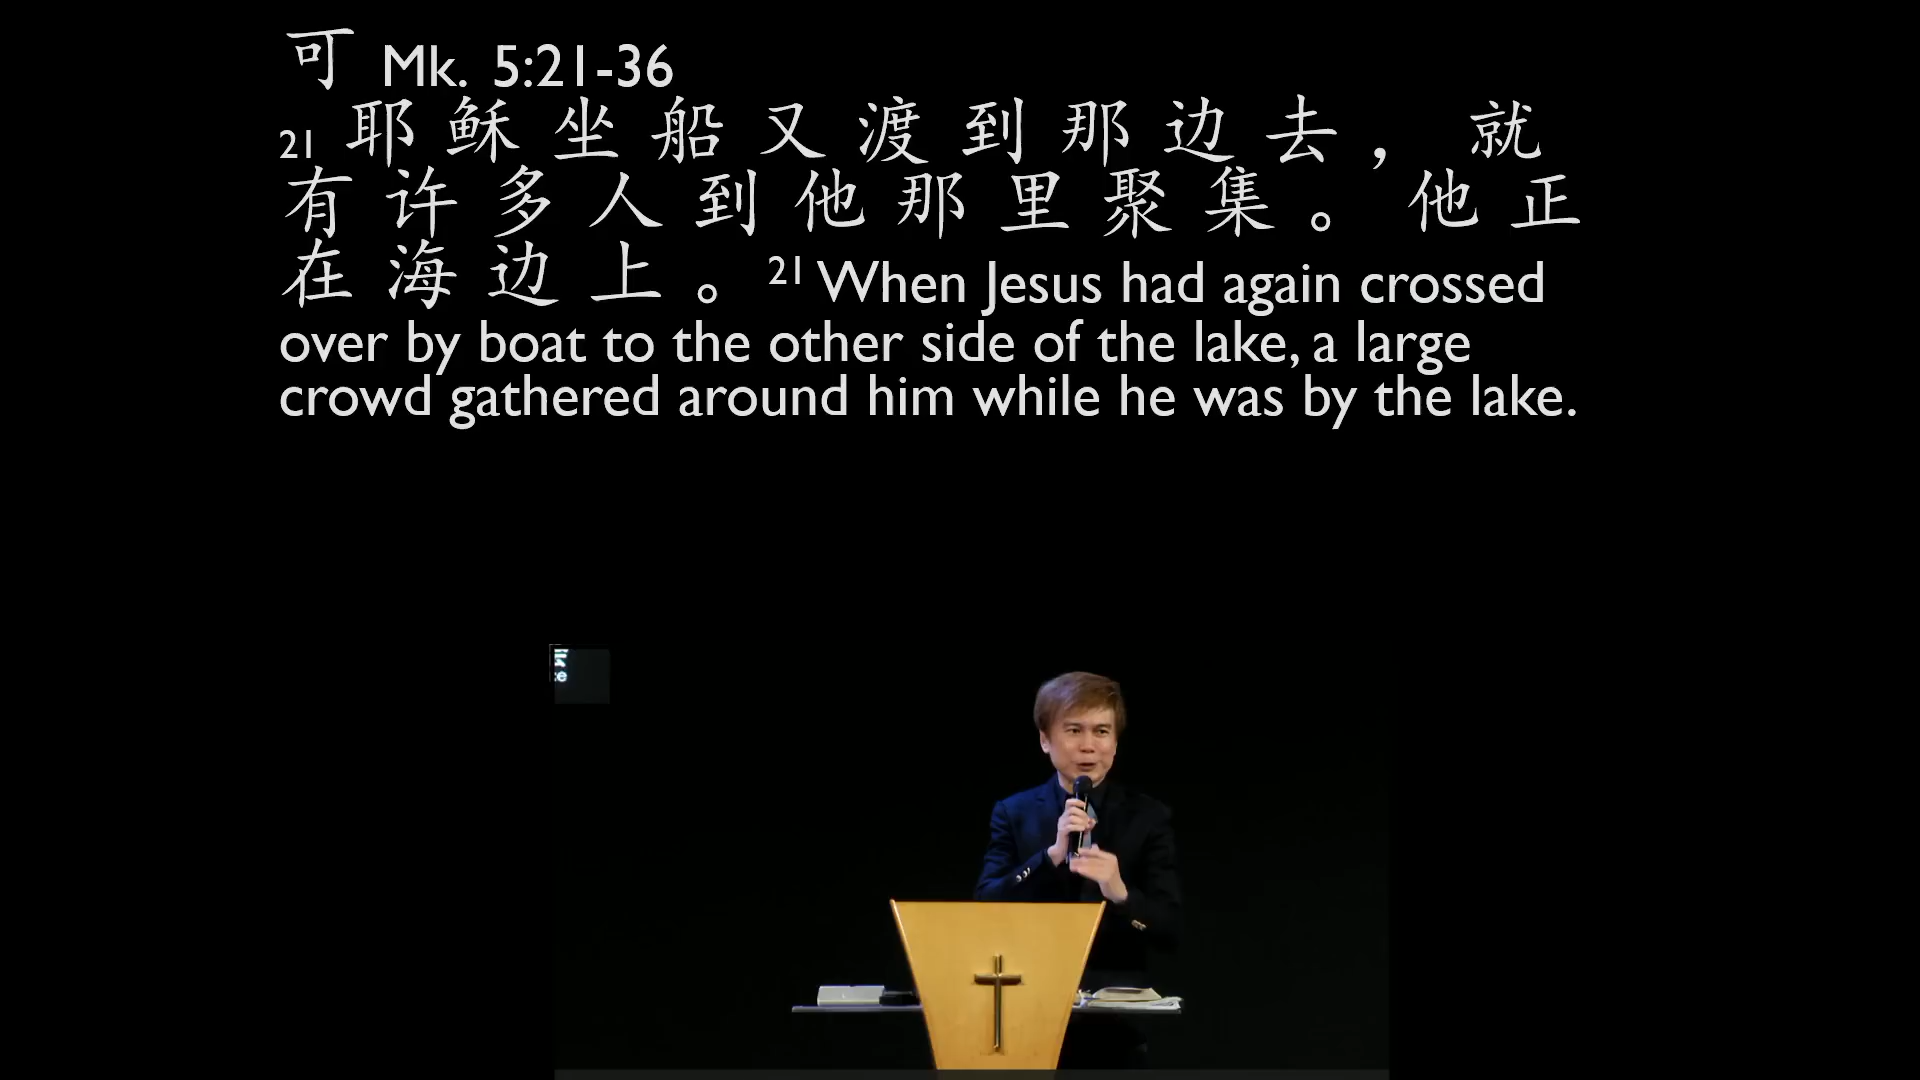 可 Mk. 5:21-36
21 耶稣坐船又渡到那边去，就
有许多人到他那里聚集。他正
在海边上。21 When Jesus had again crossed
over by boat to the other side of the lake, a large
crowd gathered around him while he was by the lake.